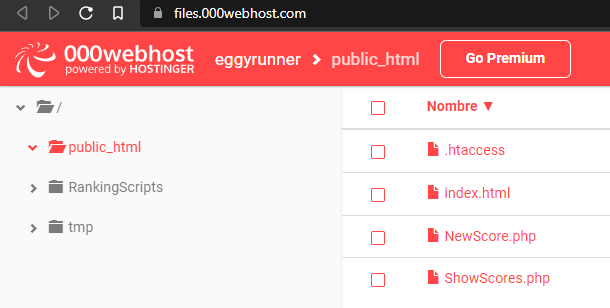 files.000webhost.com
000webhost
powered by HOSTINGER
eggyrunner > public_html
Go Premium
/
public_html
RankingScripts
tmp
Nombre ▼
.htaccess
index.html
NewScore.php
ShowScores.php